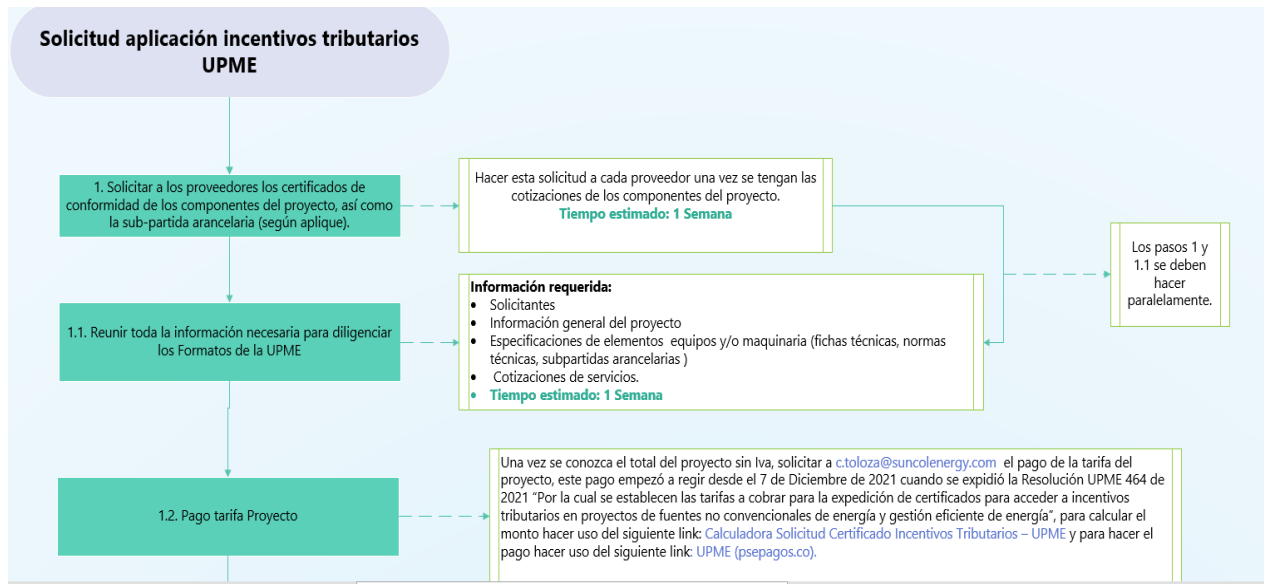 Solicitud aplicación incentivos tributarios
UPME
1. Solicitar a los proveedores los certificados de
conformidad de los componentes del proyecto, así como
la sub-partida arancelaria (según aplique).
Hacer esta solicitud a cada proveedor una vez se tengan las
cotizaciones de los componentes del proyecto.
Tiempo estimado: 1 Semana
Los pasos 1 y
1.1 se deben
hacer
paralelamente.
1.1. Reunir toda la información necesaria para diligenciar
los Formatos de la UPME
Información requerida:
• Solicitantes
• Información general del proyecto
• Especificaciones de elementos equipos y/o maquinaria (fichas técnicas, normas
técnicas, subpartidas arancelarias )
• Cotizaciones de servicios.
• Tiempo estimado: 1 Semana
1.2. Pago tarifa Proyecto
Una vez se conozca el total del proyecto sin Iva, solicitar a c.toloza@suncolenergy.com el pago de la tarifa del
proyecto, este pago empezó a regir desde el 7 de Diciembre de 2021 cuando se expidió la Resolución UPME 464 de
2021 “Por la cual se establecen las tarifas a cobrar para la expedición de certificados para acceder a incentivos
tributarios en proyectos de fuentes no convencionales de energía y gestión eficiente de energía”, para calcular el
monto hacer uso del siguiente link: Calculadora Solicitud Certificado Incentivos Tributarios – UPME y para hacer el
pago hacer uso del siguiente link: UPME (psepagos.co).